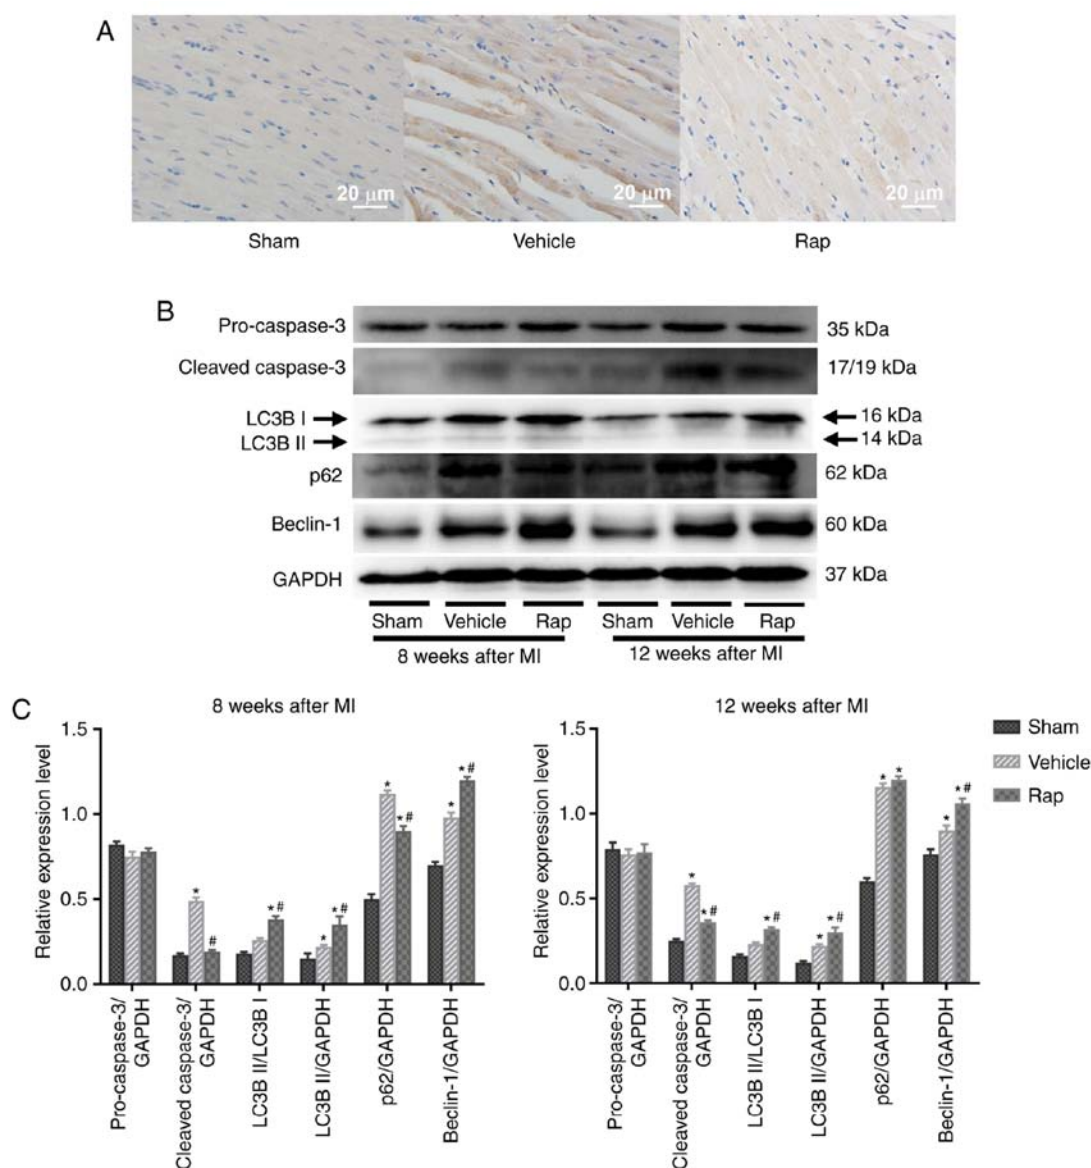 A
20 μm
20 μm
20 μm
Sham
Vehicle
Rap
B
Pro-caspase-3
35 kDa
Cleaved caspase-3
17/19 kDa
LC3B I
16 kDa
LC3B II
14 kDa
p62
62 kDa
Beclin-1
60 kDa
GAPDH
37 kDa
Sham Vehicle Rap Sham Vehicle Rap
8 weeks after MI 12 weeks after MI
C
8 weeks after MI
Relative expression level
1.5
1.0
0.5
0.0
*
#
*#
*
*#
*
*#
*
*#
Pro-caspase-3/
GAPDH
Cleaved caspase-3/
GAPDH
LC3B II/LC3B I
LC3B II/GAPDH
p62/GAPDH
Beclin-1/GAPDH
12 weeks after MI
Relative expression level
1.5
1.0
0.5
0.0
*
*#
*#
*
*#
*
*
*
*#
Pro-caspase-3/
GAPDH
Cleaved caspase-3/
GAPDH
LC3B II/LC3B I
LC3B II/GAPDH
p62/GAPDH
Beclin-1/GAPDH
Sham
Vehicle
Rap